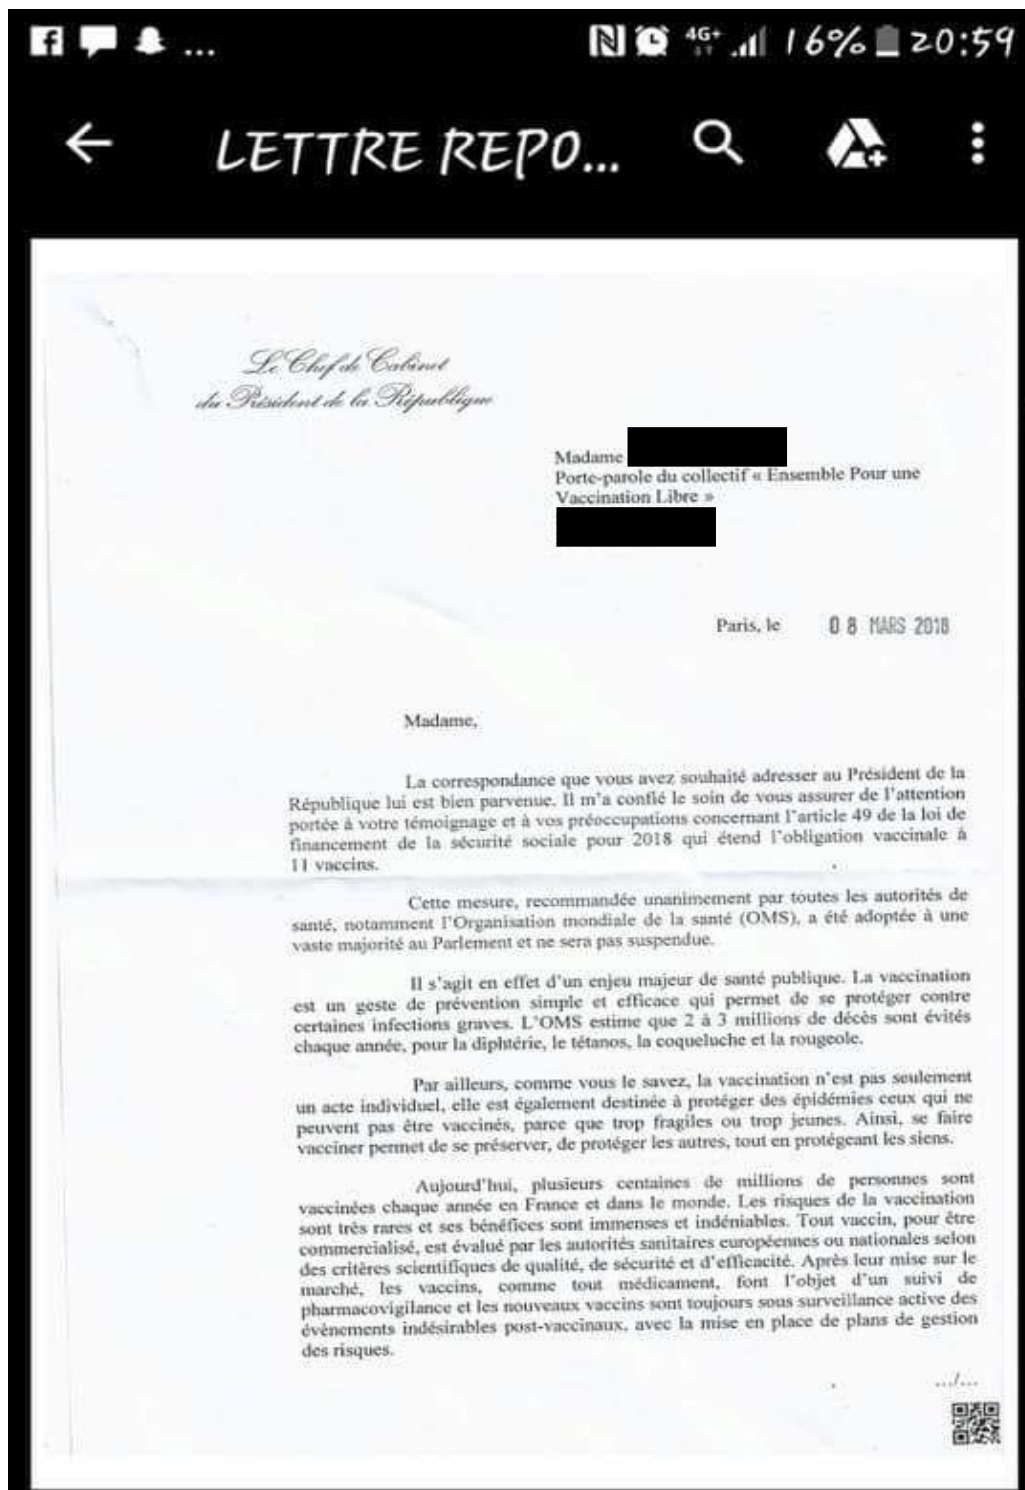 ...
4G+ 16% 20:59
LETTRE REPO...
Le Chef de Cabinet
du Président de la République
Madame
Porte-parole du collectif « Ensemble Pour une
Vaccination Libre »
Paris, le 08 MARS 2018
Madame,
La correspondance que vous avez souhaité adresser au Président de la
République lui est bien parvenue. Il m'a confié le soin de vous assurer de l'attention
portée à votre témoignage et à vos préoccupations concernant l'article 49 de la loi de
financement de la sécurité sociale pour 2018 qui étend l'obligation vaccinale à
11 vaccins.
Cette mesure, recommandée unanimement par toutes les autorités de
santé, notamment l'Organisation mondiale de la santé (OMS), a été adoptée à une
vaste majorité au Parlement et ne sera pas suspendue.
Il s'agit en effet d'un enjeu majeur de santé publique. La vaccination
est un geste de prévention simple et efficace qui permet de se protéger contre
certaines infections graves. L'OMS estime que 2 à 3 millions de décès sont évités
chaque année, pour la diphtérie, le tétanos, la coqueluche et la rougeole.
Par ailleurs, comme vous le savez, la vaccination n'est pas seulement
un acte individuel, elle est également destinée à protéger des épidémies ceux qui ne
peuvent pas être vaccinés, parce que trop fragiles ou trop jeunes. Ainsi, se faire
vacciner permet de se préserver, de protéger les autres, tout en protégeant les siens.
Aujourd'hui, plusieurs centaines de millions de personnes sont
vaccinées chaque année en France et dans le monde. Les risques de la vaccination
sont très rares et ses bénéfices sont immenses et indéniables. Tout vaccin, pour être
commercialisé, est évalué par les autorités sanitaires européennes ou nationales selon
des critères scientifiques de qualité, de sécurité et d'efficacité. Après leur mise sur le
marché, les vaccins, comme tout médicament, font l'objet d'un suivi de
pharmacovigilance et les nouveaux vaccins sont toujours sous surveillance active des
évènements indésirables post-vaccinaux, avec la mise en place de plans de gestion
des risques.
.../...